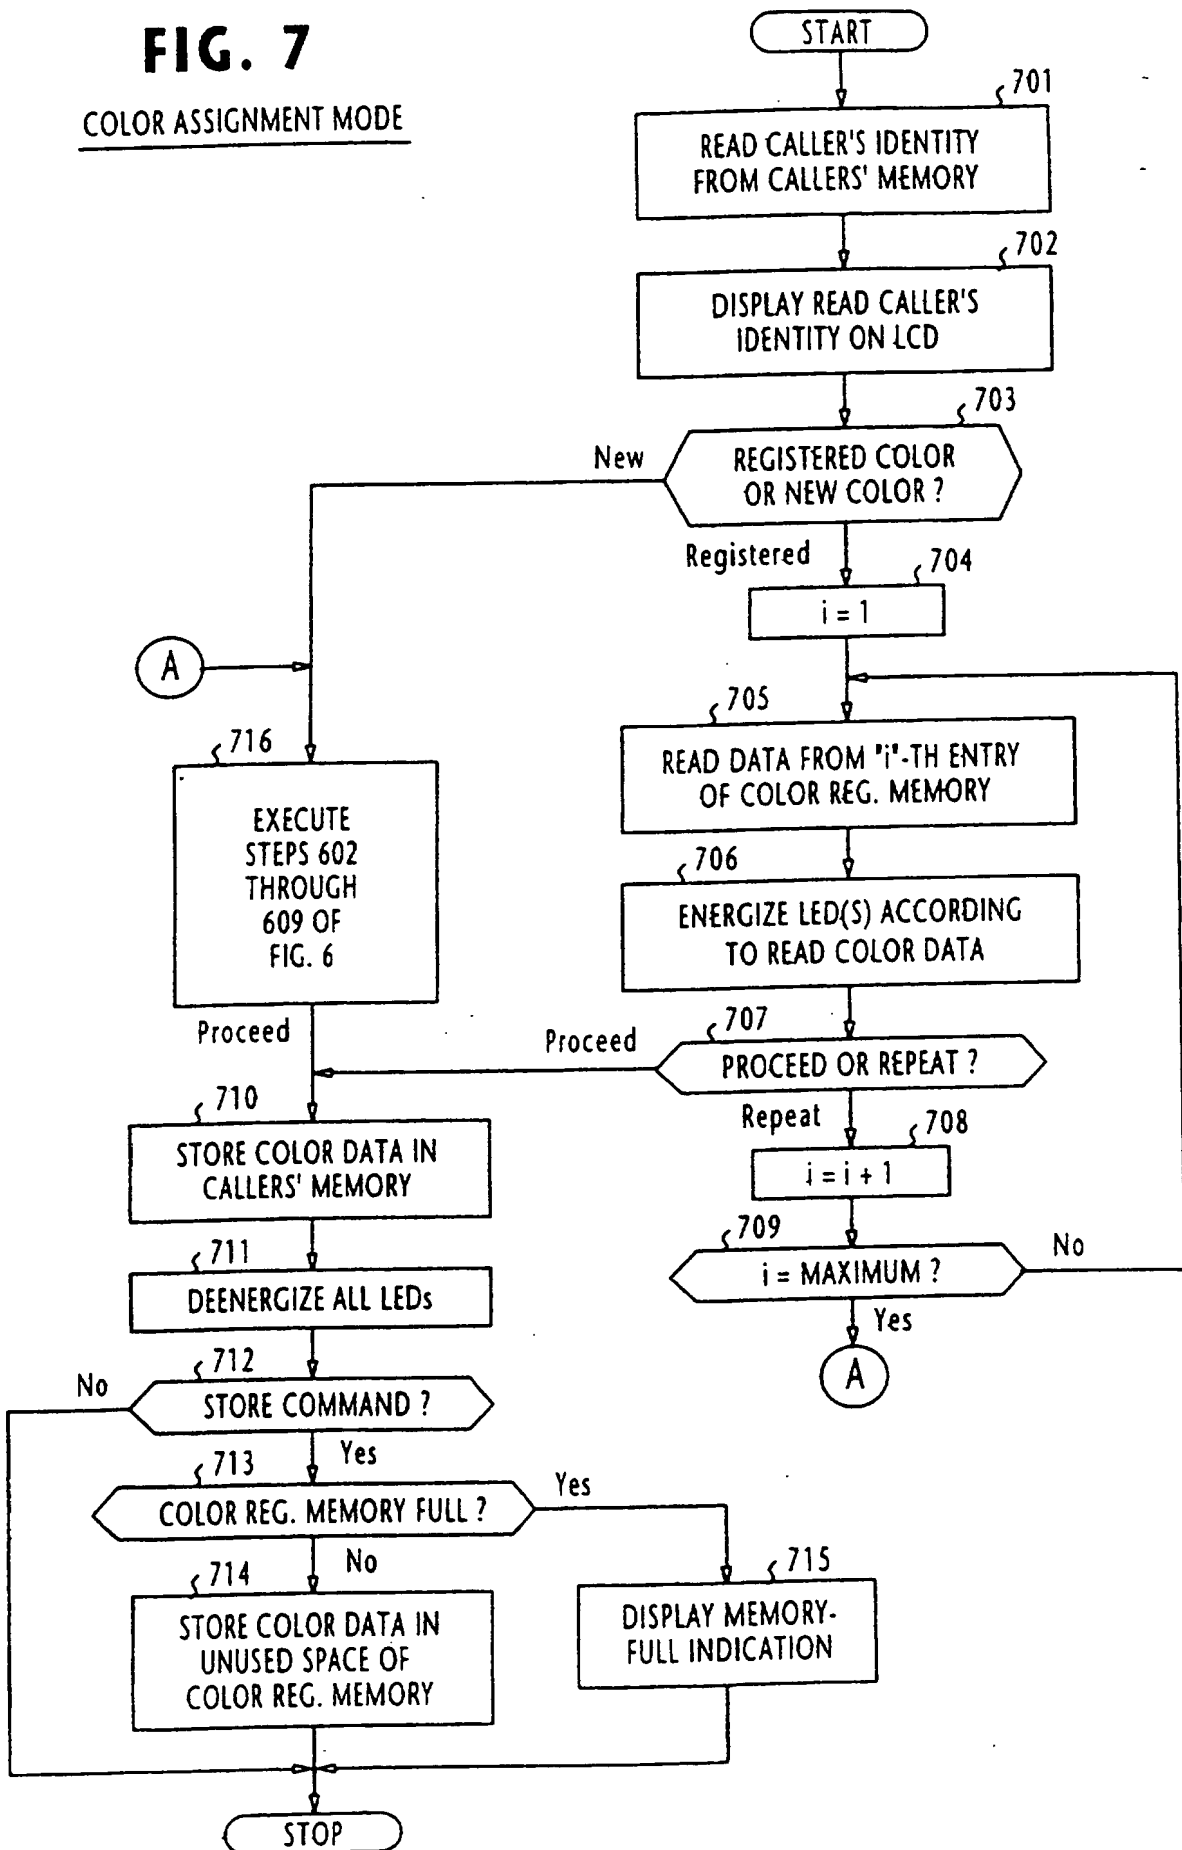 FIG. 7
COLOR ASSIGNMENT MODE
START
701
READ CALLER'S IDENTITY
FROM CALLERS' MEMORY
702
DISPLAY READ CALLER'S
IDENTITY ON LCD
703
REGISTERED COLOR
OR NEW COLOR ?
New
Registered
704
i = 1
A
705
READ DATA FROM "i"-TH ENTRY
OF COLOR REG. MEMORY
716
EXECUTE
STEPS 602
THROUGH
609 OF
FIG. 6
706
ENERGIZE LED(S) ACCORDING
TO READ COLOR DATA
Proceed
707
PROCEED OR REPEAT ?
Proceed
Repeat
708
i = i + 1
710
STORE COLOR DATA IN
CALLERS' MEMORY
709
i = MAXIMUM ?
No
Yes
A
711
DEENERGIZE ALL LEDs
712
STORE COMMAND ?
No
Yes
713
COLOR REG. MEMORY FULL ?
Yes
No
714
STORE COLOR DATA IN
UNUSED SPACE OF
COLOR REG. MEMORY
715
DISPLAY MEMORY-
FULL INDICATION
STOP